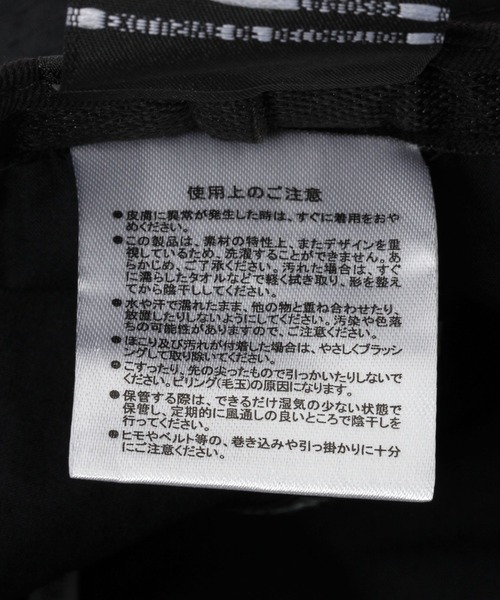 使用上のご注意
●皮膚に異常が発生した時は、すぐに着用をおや
めください。
●この製品は、素材の特性上、またデザインを重
視しているため、洗濯することができません。あ
らかじめ、ご了承ください。汚れた場合は、すぐ
に濡らしたタオルなどで軽く拭き取り、形を整え
てから陰干ししてください。
●水や汗で濡れたまま、他の物と重ね合わせたり、
放置したりしないようにしてください。汚染や色落
ちの可能性がありますので、ご注意ください。
●ほこり及び汚れが付着した場合は、やさしくブラッシ
ングして取り除いてください。
●こすったり、先の尖ったもので引っかいたりしないで
ください。ピリング(毛玉)の原因になります。
●保管する際は、できるだけ湿気の少ない状態で
保管し、定期的に風通しの良いところで陰干しを
行ってください。
●ヒモやベルト等の、巻き込みや引っ掛かりに十分
にご注意ください。